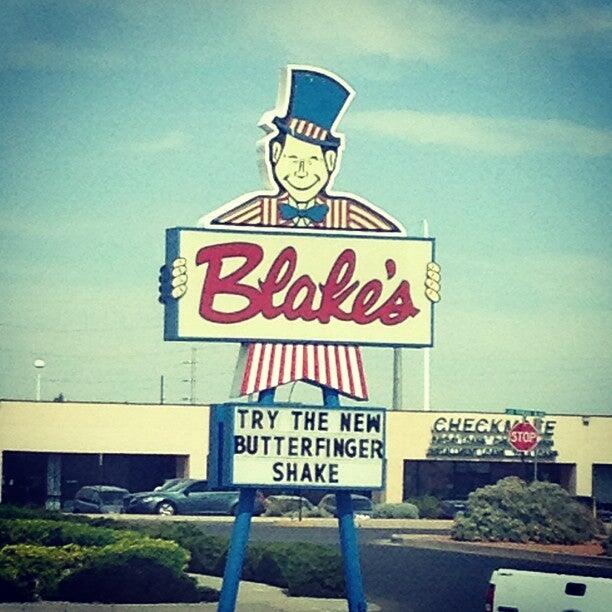 Blake's
TRY THE NEW
BUTTERFINGER
SHAKE
STOP